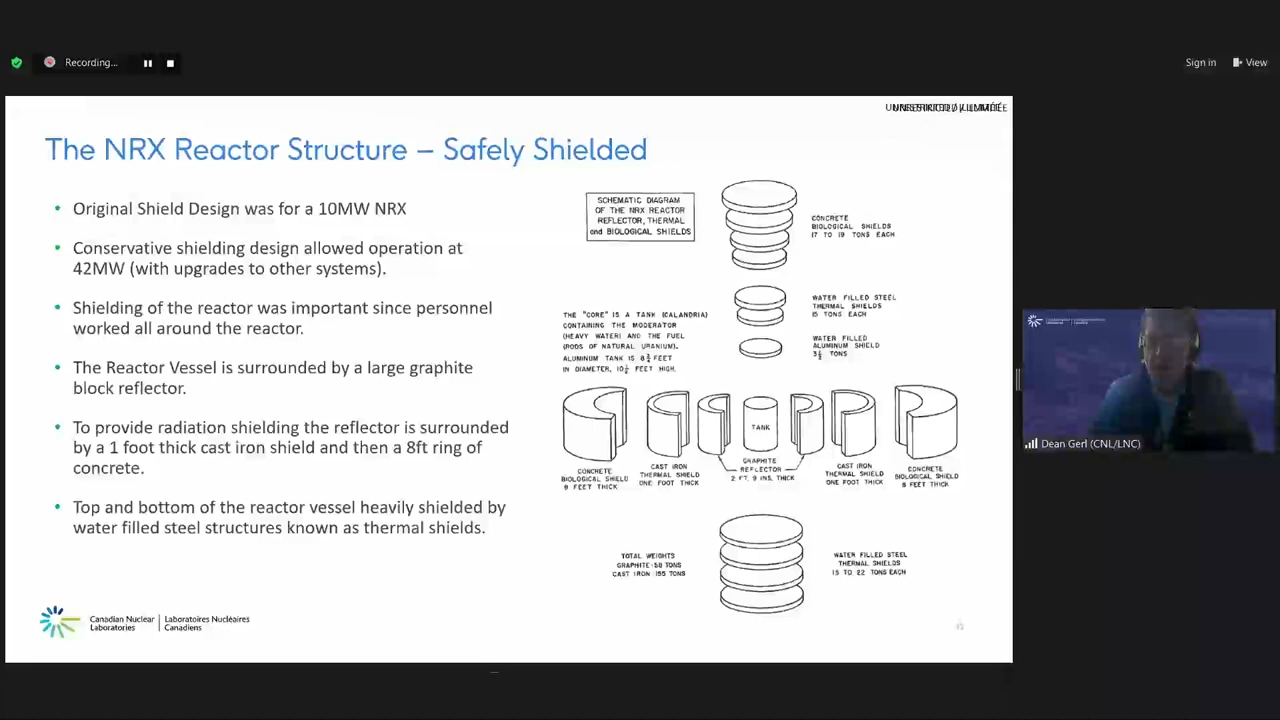 Recording...
Sign in
View
The NRX Reactor Structure – Safely Shielded
• Original Shield Design was for a 10MW NRX
• Conservative shielding design allowed operation at
42MW (with upgrades to other systems).
• Shielding of the reactor was important since personnel
worked all around the reactor.
• The Reactor Vessel is surrounded by a large graphite
block reflector.
• To provide radiation shielding the reflector is surrounded
by a 1 foot thick cast iron shield and then a 8ft ring of
concrete.
• Top and bottom of the reactor vessel heavily shielded by
water filled steel structures known as thermal shields.
SCHEMATIC DIAGRAM
OF THE NRX REACTOR
REFLECTOR, THERMAL
and BIOLOGICAL SHIELDS
CONCRETE
BIOLOGICAL SHIELDS
17 TO 19 TONS EACH
WATER FILLED STEEL
THERMAL SHIELDS
15 TONS EACH
WATER FILLED
ALUMINUM SHIELD
3½ TONS
THE "CORE" IS A TANK (CALANDRIA)
CONTAINING THE MODERATOR
(HEAVY WATER) AND THE FUEL
(RODS OF NATURAL URANIUM).
ALUMINUM TANK IS 8¾ FEET
IN DIAMETER, 10½ FEET HIGH.
TANK
CONCRETE
BIOLOGICAL SHIELD
THICK
CAST IRON
THERMAL SHIELD
ONE FOOT THICK
GRAPHITE
REFLECTOR
2 FT. 9 INS. THICK
CAST IRON
THERMAL SHIELD
ONE FOOT THICK
CONCRETE
BIOLOGICAL SHIELD
8 FEET THICK
TOTAL WEIGHTS
GRAPHITE
CAST IRON 155 TONS
WATER FILLED STEEL
THERMAL SHIELDS
15 TO 22 TONS EACH
Canadian Nuclear
Laboratories
Laboratoires Nucléaires
Canadiens
Dean Gerl (CNL/LNC)